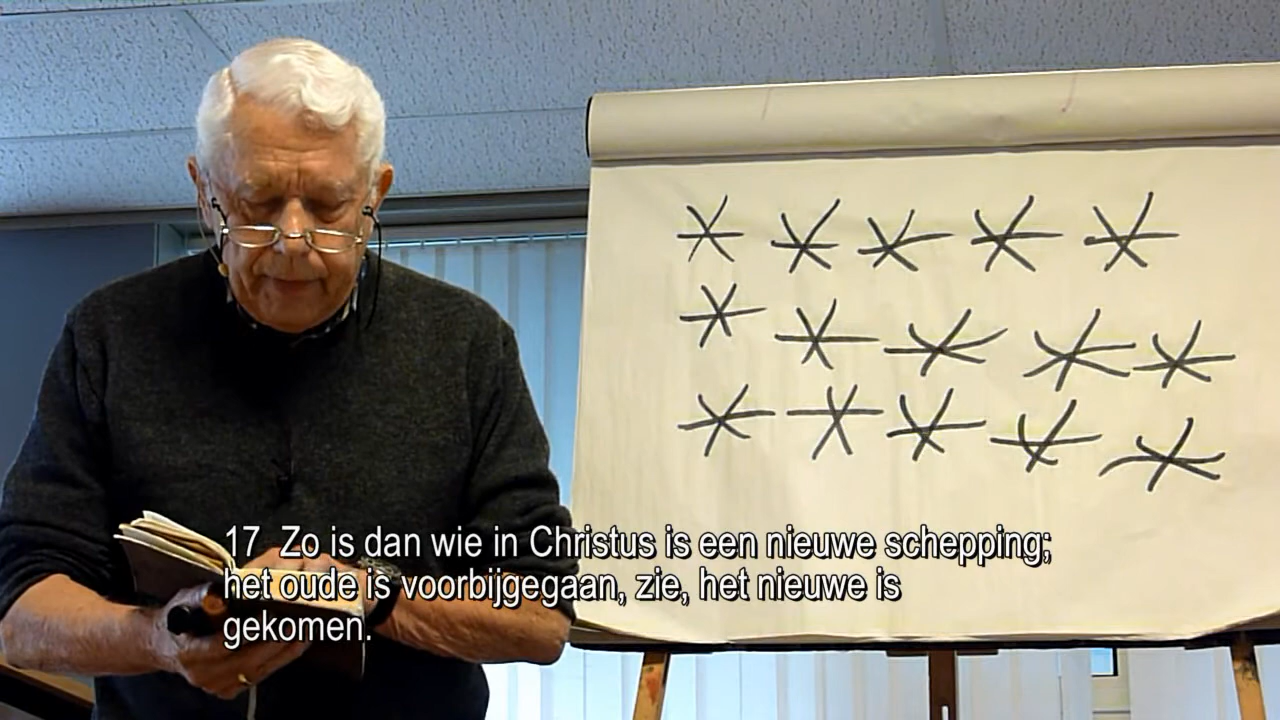 17 Zo is dan wie in Christus is een nieuwe schepping;
het oude is voorbijgegaan, zie, het nieuwe is
gekomen.